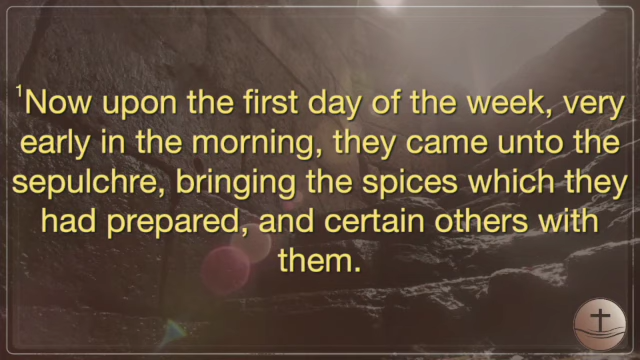 ¹Now upon the first day of the week, very
early in the morning, they came unto the
sepulchre, bringing the spices which they
had prepared, and certain others with
them.